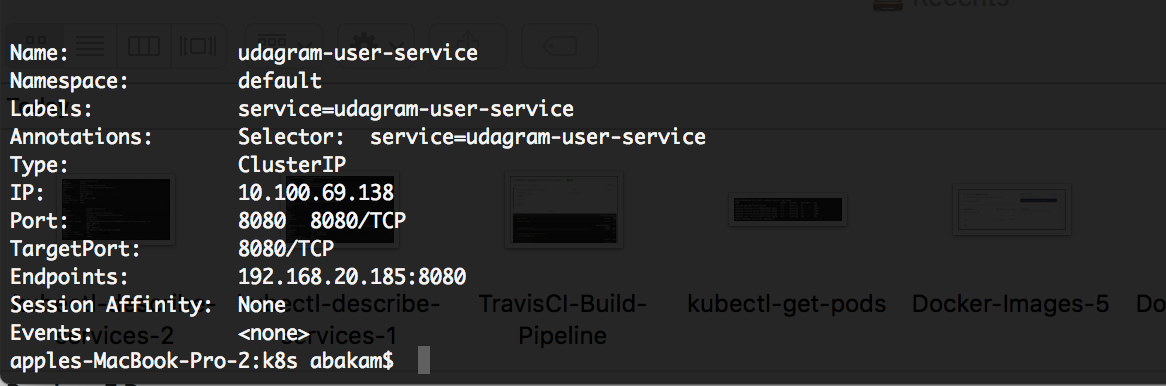 Recents
Name: udagram-user-service
Namespace: default
Labels: service=udagram-user-service
Annotations: Selector: service=udagram-user-service
Type: ClusterIP
IP: 10.100.69.138
Port: 8080 8080/TCP
TargetPort: 8080/TCP
Endpoints: 192.168.20.185:8080
Session Affinity: None
Events: <none>
apples-MacBook-Pro-2:k8s abakam$
kubectl-describe-services-2
kubectl-describe-services-1
TravisCI-Build-
Pipeline
kubectl-get-pods
Docker-Images-5
Do